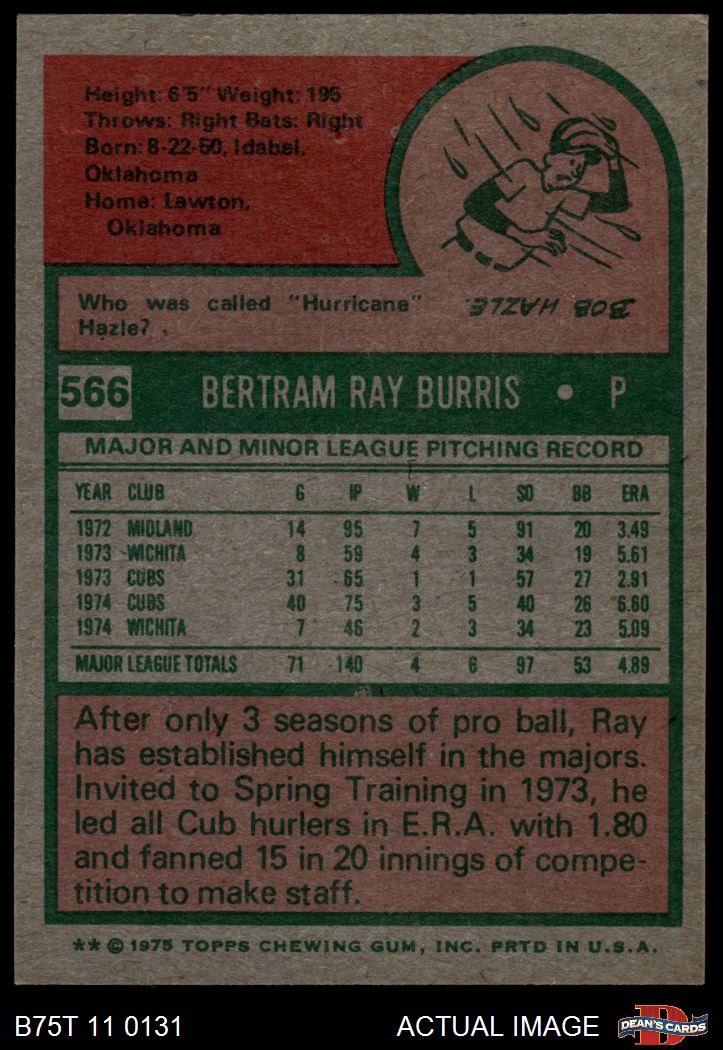 Height: 6'5" Weight: 195
Throws: Right Bats: Right
Born: 8-22-50, Idabel,
Oklahoma
Home: Lawton,
Oklahoma
Who was called "Hurricane"
Hazle?
BOB HAZLE.
566 BERTRAM RAY BURRIS • P
MAJOR AND MINOR LEAGUE PITCHING RECORD
YEAR CLUB G IP W L SO BB ERA
1972 MIDLAND 14 95 7 5 91 20 3.49
1973 WICHITA 8 59 4 3 34 19 5.61
1973 CUBS 31 65 1 1 57 27 2.91
1974 CUBS 40 75 3 5 40 26 6.60
1974 WICHITA 7 46 2 3 34 23 5.09
MAJOR LEAGUE TOTALS 71 140 4 6 97 53 4.89
After only 3 seasons of pro ball, Ray
has established himself in the majors.
Invited to Spring Training in 1973, he
led all Cub hurlers in E.R.A. with 1.80
and fanned 15 in 20 innings of compe-
tition to make staff.
** © 1975 TOPPS CHEWING GUM, INC. PRTD IN U.S.A.
B75T 11 0131 ACTUAL IMAGE D DEAN'S CARDS